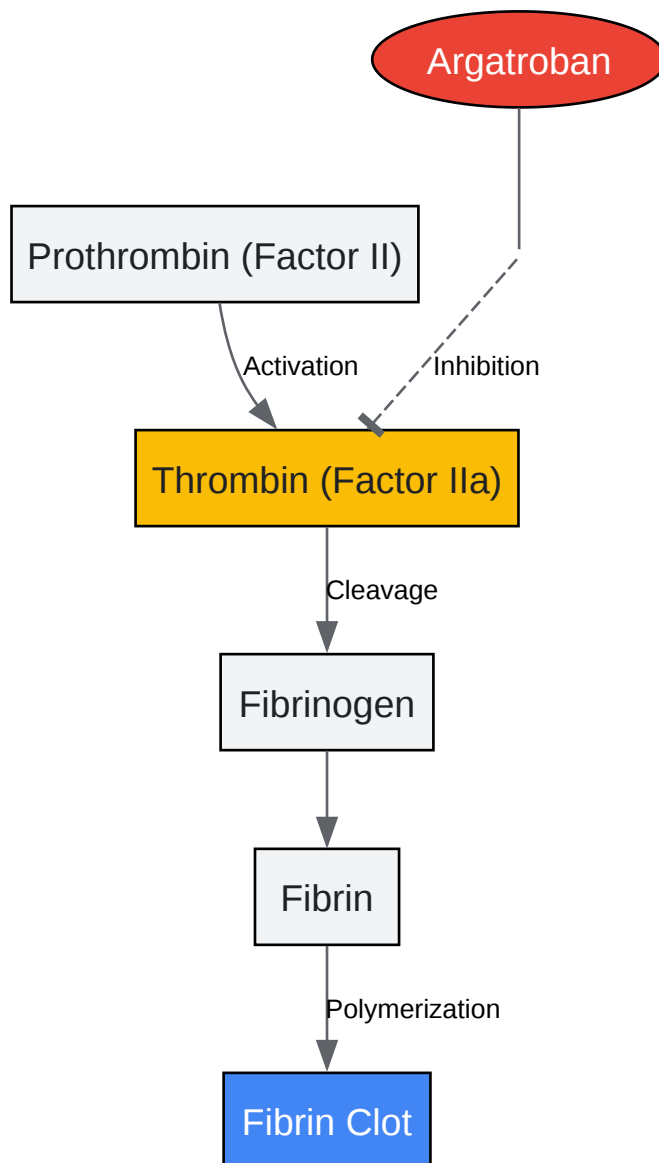 Argatroban
Prothrombin (Factor II)
Activation
Inhibition
Thrombin (Factor IIa)
Cleavage
Fibrinogen
Fibrin
Polymerization
Fibrin Clot